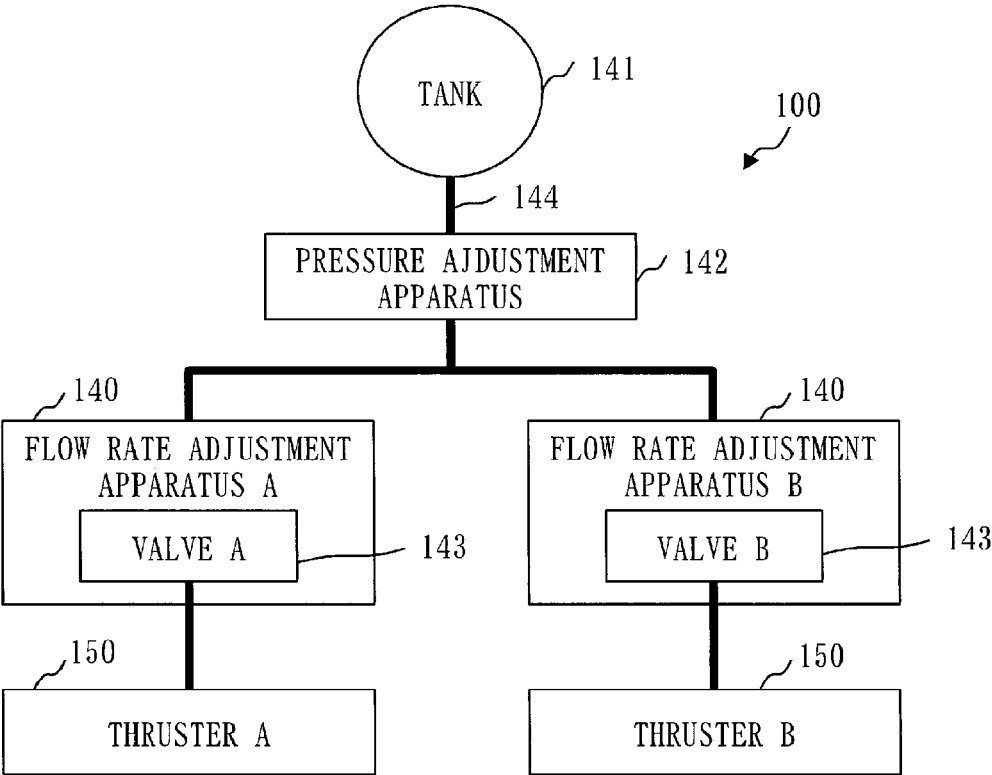 TANK
141
100
144
PRESSURE AJDUSTMENT
APPARATUS
142
140
140
FLOW RATE ADJUSTMENT
APPARATUS A
FLOW RATE ADJUSTMENT
APPARATUS B
VALVE A
143
VALVE B
143
150
150
THRUSTER A
THRUSTER B